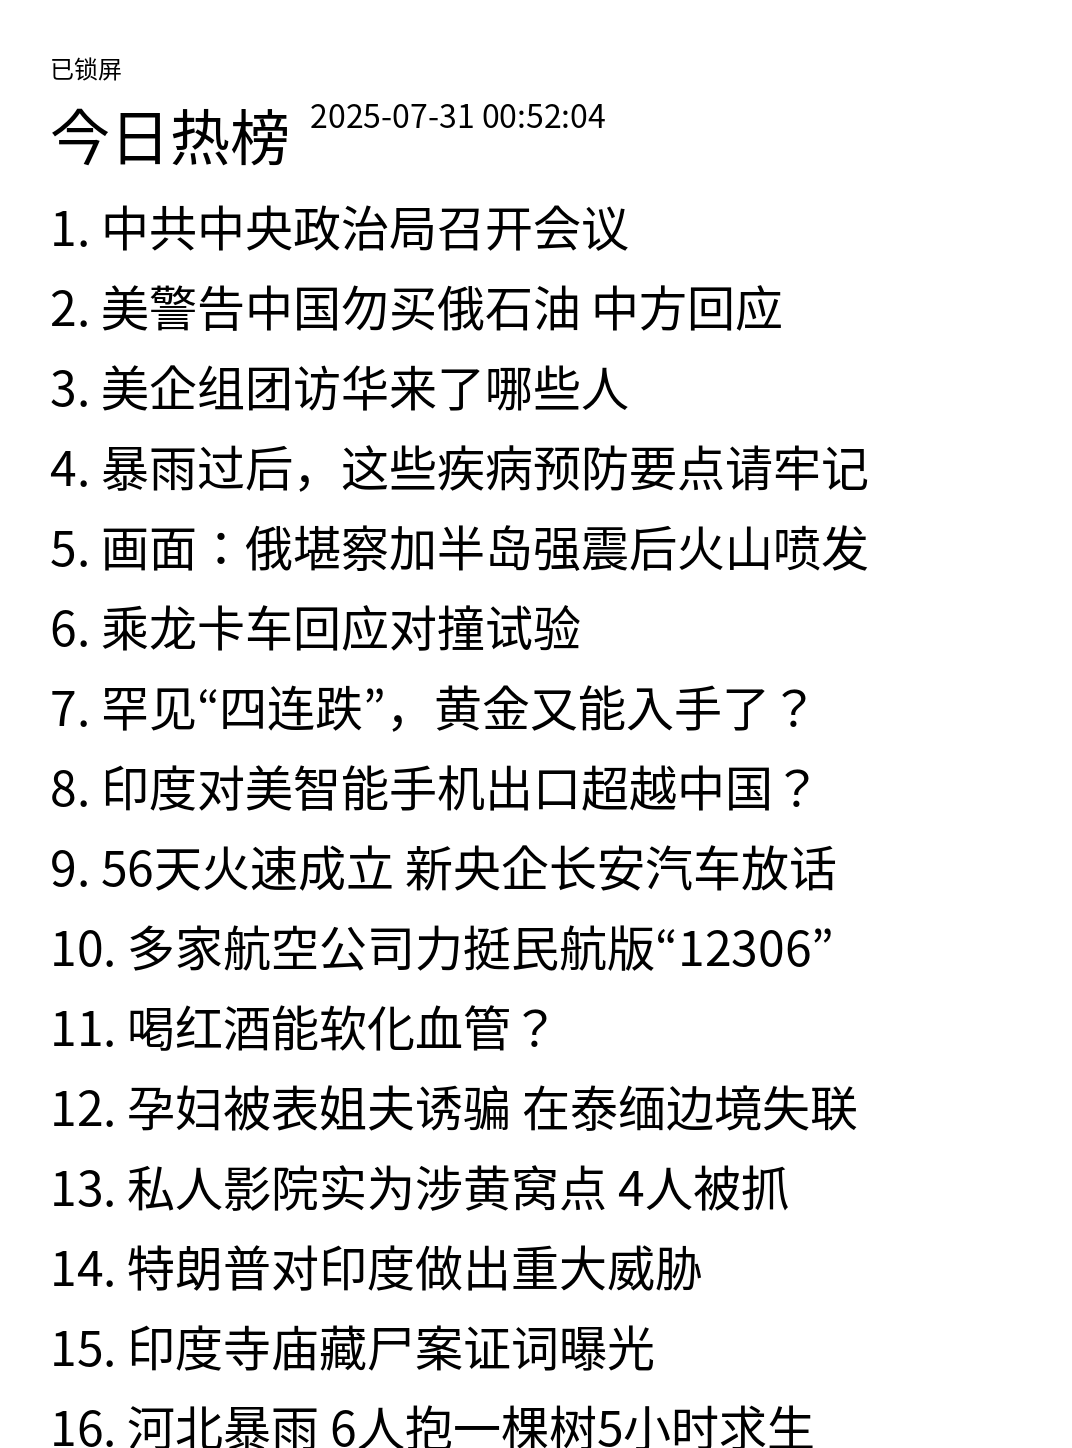 已锁屏
今日热榜 2025-07-31 00:52:04
1. 中共中央政治局召开会议
2. 美警告中国勿买俄石油 中方回应
3. 美企组团访华来了哪些人
4. 暴雨过后，这些疾病预防要点请牢记
5. 画面：俄堪察加半岛强震后火山喷发
6. 乘龙卡车回应对撞试验
7. 罕见“四连跌”，黄金又能入手了？
8. 印度对美智能手机出口超越中国？
9. 56天火速成立 新央企长安汽车放话
10. 多家航空公司力挺民航版“12306”
11. 喝红酒能软化血管？
12. 孕妇被表姐夫诱骗 在泰缅边境失联
13. 私人影院实为涉黄窝点 4人被抓
14. 特朗普对印度做出重大威胁
15. 印度寺庙藏尸案证词曝光
16. 河北暴雨 6人抱一棵树5小时求生